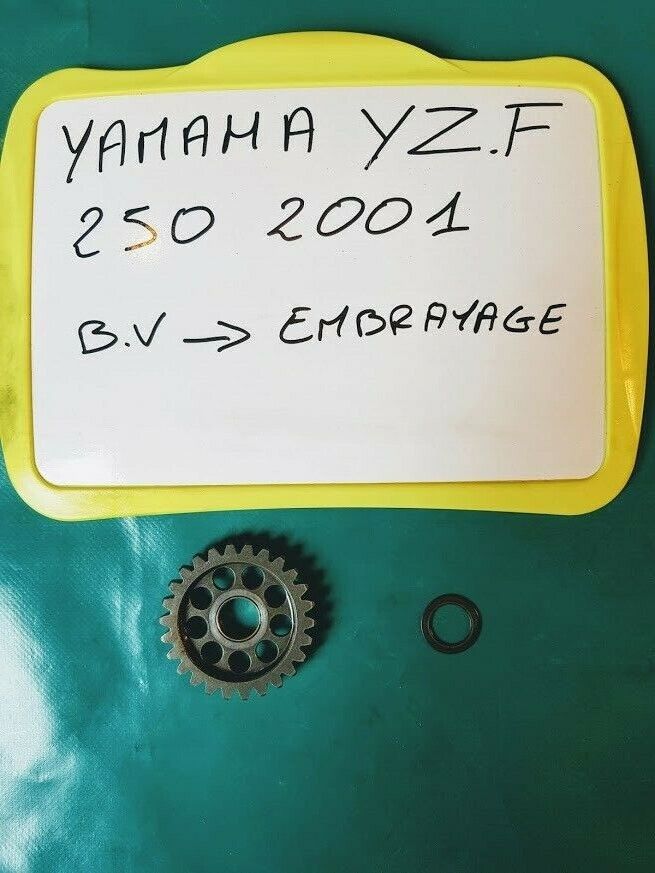 YAMAHA YZ.F
250 2001
B.V → EMBRAYAGE